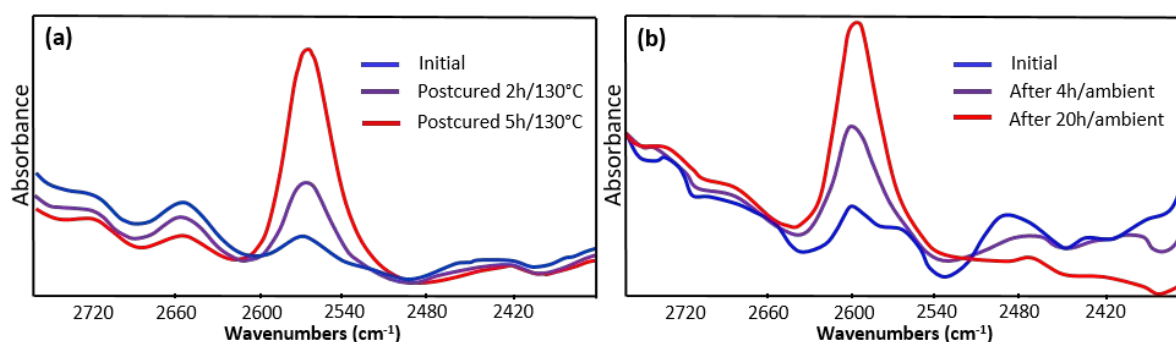 (a)
Initial
Postcured 2h/130°C
Postcured 5h/130°C
Absorbance
2720 2660 2600 2540 2480 2420
Wavenumbers (cm⁻¹)
(b)
Initial
After 4h/ambient
After 20h/ambient
Absorbance
2720 2660 2600 2540 2480 2420
Wavenumbers (cm⁻¹)